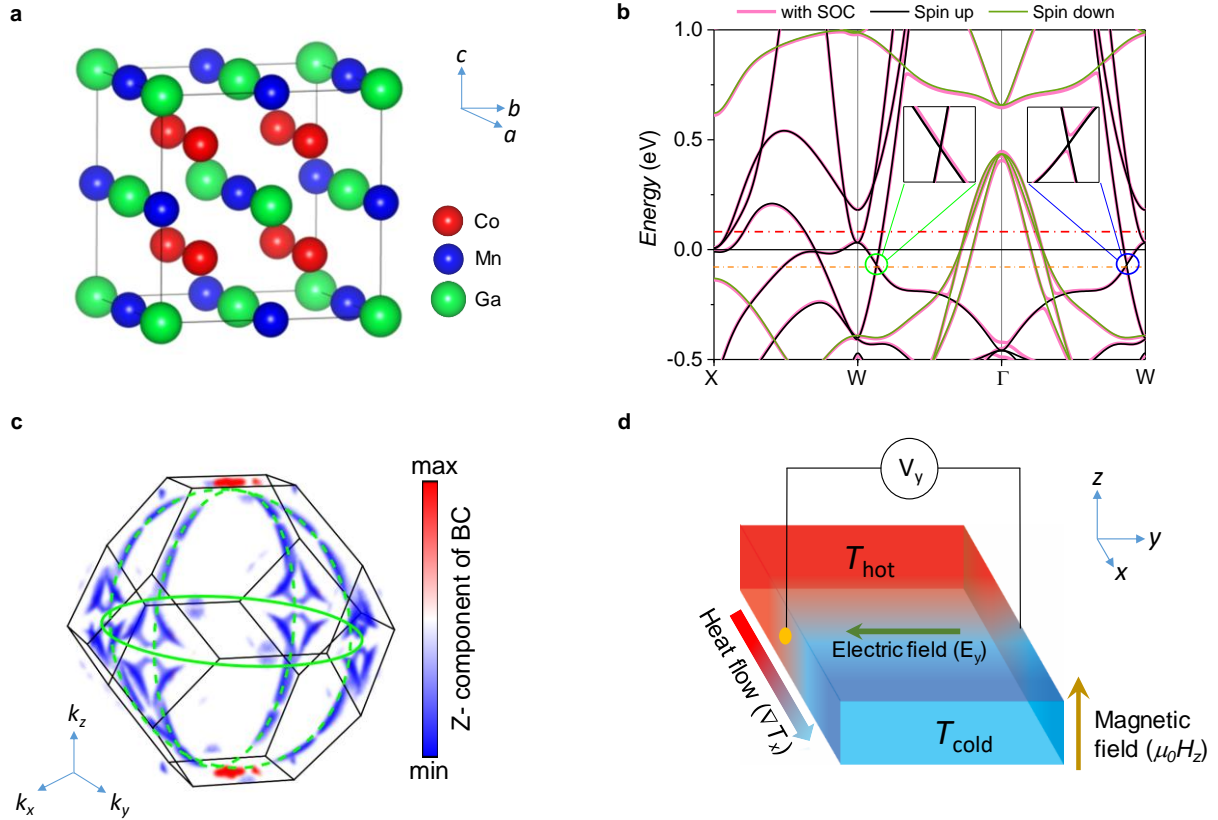 a
c
b
a
Co
Mn
Ga
b
with SOC Spin up Spin down
1.0
0.5
0.0
-0.5
Energy (eV)
X W Γ W
c
max
Z- component of BC
min
k_z
k_x k_y
d
V_y
z
y
x
T_hot
Heat flow (∇T_x)
Electric field (E_y)
T_cold
Magnetic
field (μ₀H_z)